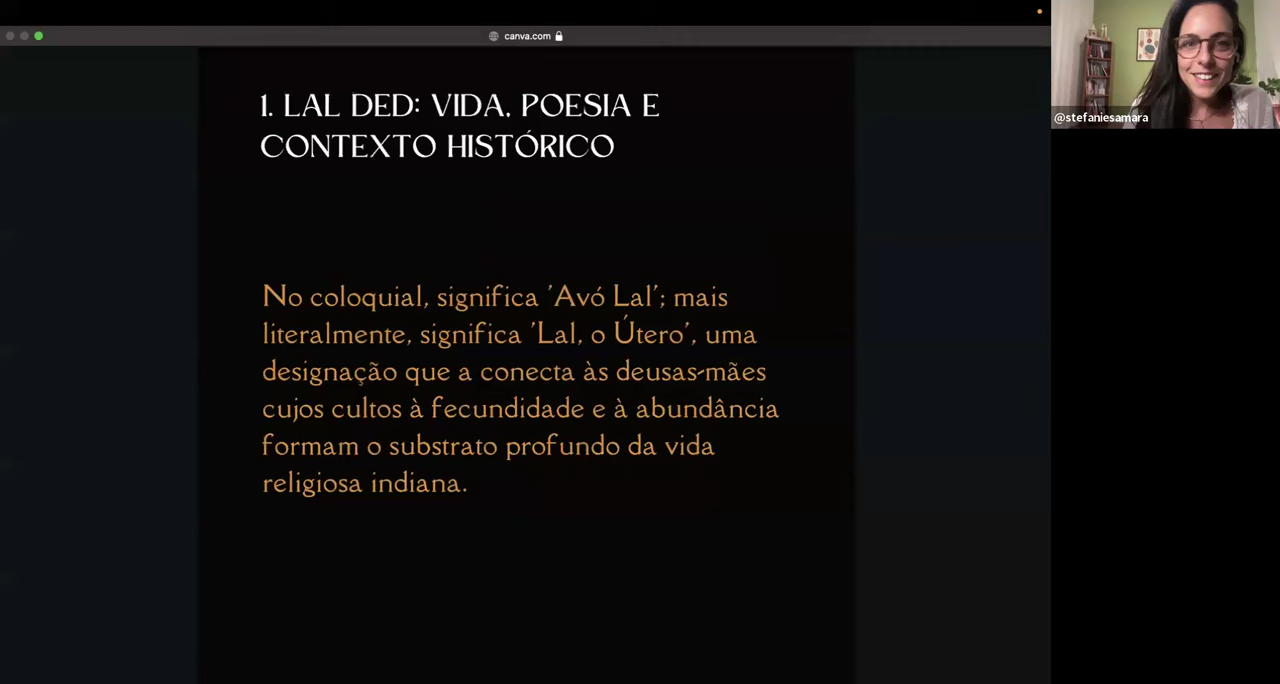 canva.com
@stefaniesamara
1. LAL DED: VIDA, POESIA E
CONTEXTO HISTÓRICO
No coloquial, significa 'Avó Lal'; mais
literalmente, significa 'Lal, o Útero', uma
designação que a conecta às deusas-mães
cujos cultos à fecundidade e à abundância
formam o substrato profundo da vida
religiosa indiana.